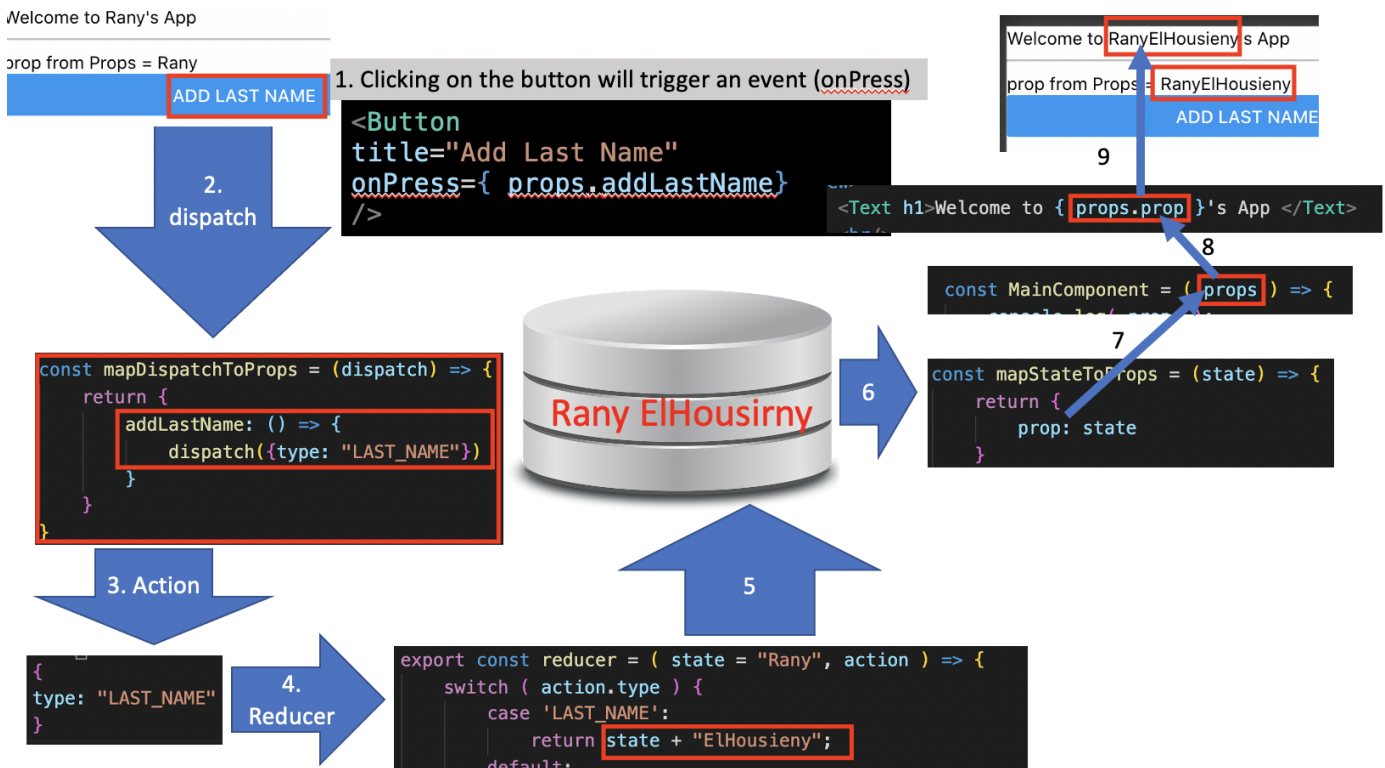 Welcome to Rany's App
prop from Props = Rany
ADD LAST NAME
1. Clicking on the button will trigger an event (onPress)
<Button
title="Add Last Name"
onPress={ props.addLastName}
/>
2.
dispatch
const mapDispatchToProps = (dispatch) => {
return {
addLastName: () => {
dispatch({type: "LAST_NAME"})
}
}
}
3. Action
{
type: "LAST_NAME"
}
4.
Reducer
export const reducer = ( state = "Rany", action ) => {
switch ( action.type ) {
case 'LAST_NAME':
return state + "ElHousieny";
default:
5
Rany ElHousirny
6
const mapStateToProps = (state) => {
return {
prop: state
}
7
const MainComponent = ( props ) => {
8
<Text h1>Welcome to { props.prop }'s App </Text>
9
Welcome to RanyElHousieny's App
prop from Props = RanyElHousieny
ADD LAST NAME